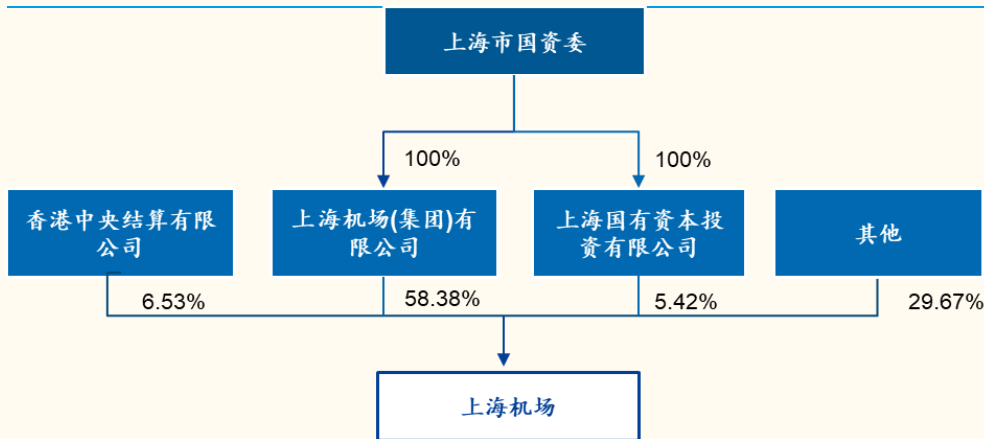 上海市国资委
100%
100%
香港中央结算有限
公司
上海机场(集团)有
限公司
上海国有资本投
资有限公司
其他
6.53%
58.38%
5.42%
29.67%
上海机场